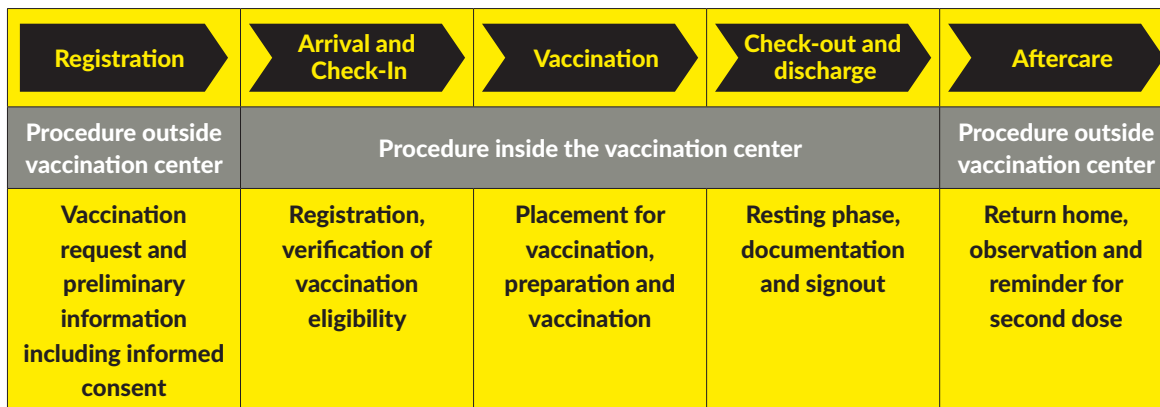 Registration
Arrival and
Check-In
Vaccination
Check-out and
discharge
Aftercare
Procedure outside
vaccination center
Procedure inside the vaccination center
Procedure outside
vaccination center
Vaccination
request and
preliminary
information
including informed
consent
Registration,
verification of
vaccination
eligibility
Placement for
vaccination,
preparation and
vaccination
Resting phase,
documentation
and signout
Return home,
observation and
reminder for
second dose